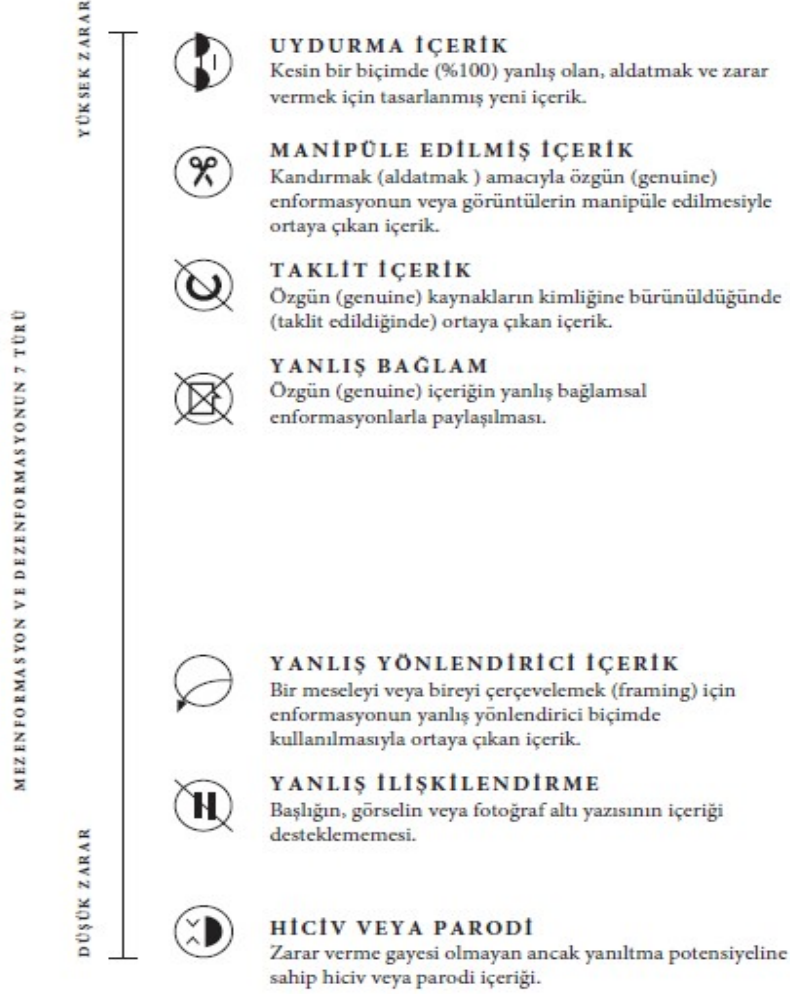 MEZENFORMASYON VE DEZENFORMASYONUN 7 TÜRÜ
YÜKSEK ZARAR
UYDURMA İÇERİK
Kesin bir biçimde (%100) yanlış olan, aldatmak ve zarar
vermek için tasarlanmış yeni içerik.
MANİPÜLE EDİLMİŞ İÇERİK
Kandırmak (aldatmak ) amacıyla özgün (genuine)
enformasyonun veya görüntülerin manipüle edilmesiyle
ortaya çıkan içerik.
TAKLİT İÇERİK
Özgün (genuine) kaynakların kimliğine bürünüldüğünde
(taklit edildiğinde) ortaya çıkan içerik.
YANLIŞ BAĞLAM
Özgün (genuine) içeriğin yanlış bağlamsal
enformasyonlarla paylaşılması.
YANLIŞ YÖNLENDİRİCİ İÇERİK
Bir meseleyi veya bireyi çerçevelemek (framing) için
enformasyonun yanlış yönlendirici biçimde
kullanılmasıyla ortaya çıkan içerik.
YANLIŞ İLİŞKİLENDİRME
Başlığın, görselin veya fotoğraf altı yazısının içeriği
desteklememesi.
DÜŞÜK ZARAR
HİCİV VEYA PARODİ
Zarar verme gayesi olmayan ancak yanıltma potensiyeline
sahip hiciv veya parodi içeriği.